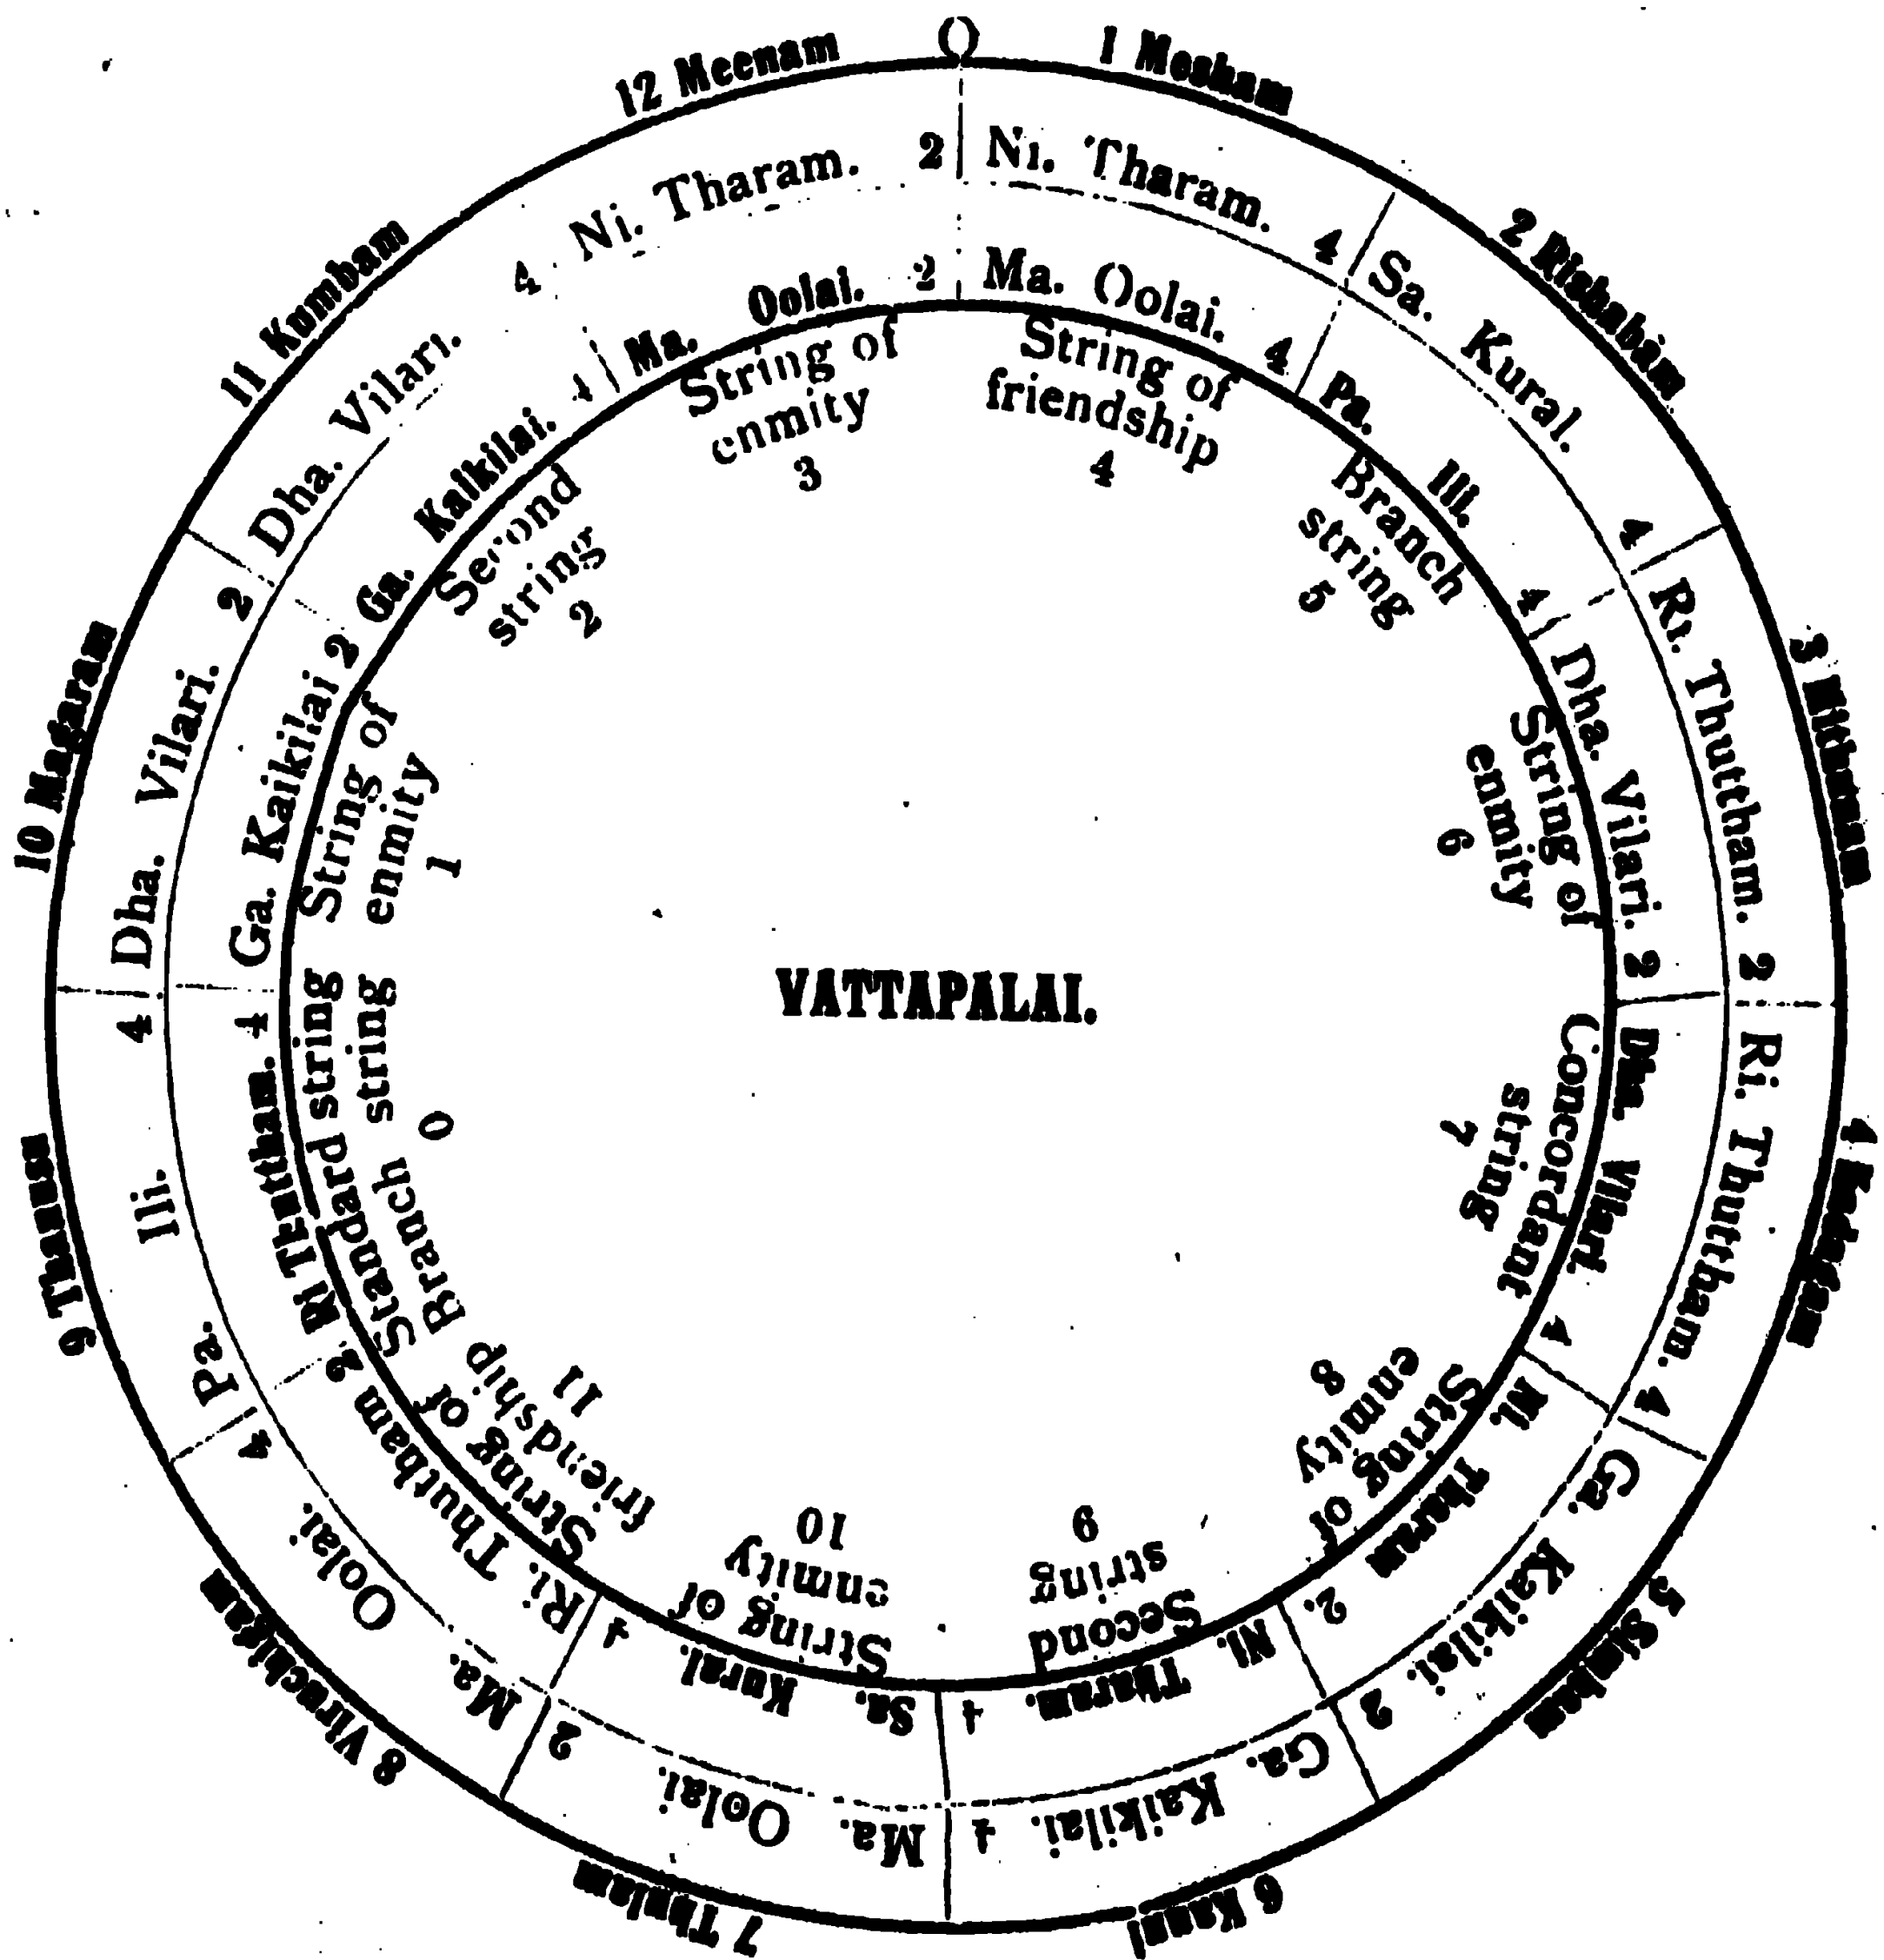 VATTAPALAI.
O
1 Mesham
2 Rishabam
3 Mithunam
4 Kadagam
5 Simham
6 Kanni
7 Thulam
8
9 Thanusu
10 Magaram
11 Kumbam
12 Meenam
Ni. Tharam. 4
Sa. Kural. 4
Ri. Thuttham. 2
Ri. Thuttham. 4
Ga. Kaikilai. 2
Ga. Kaikilai. 4
Ma. Oolai. 2
Ma. Oolai. 4
Pa. Ili. 4
Dha. Vilari. 2
Dha. Vilari. 4
Ni. Tharam. 2
Ma. Oolai. 4
Pa. Ili. 4
Dha. Vilari. 2
Dha. Vilari. 4
Ni. Tharam 2.
Ni. Tharam. 4
Sa. Kural. 4
Ri. Thuttham 2
Ri Thuttham. 4
Ga. Kaikilai 2
Ga. Kaikilai. 4
Ma. Oolai. 2
String of
friendship
4
Branch
string
5
String of
enmity
6
Concordant
string
7
String of
enmity
8
Second
string
9
String of
enmity
10
String of
friendship
11
Standard string
Branch string
0
String of
enmity
1
Second
string
2
String of
enmity
3